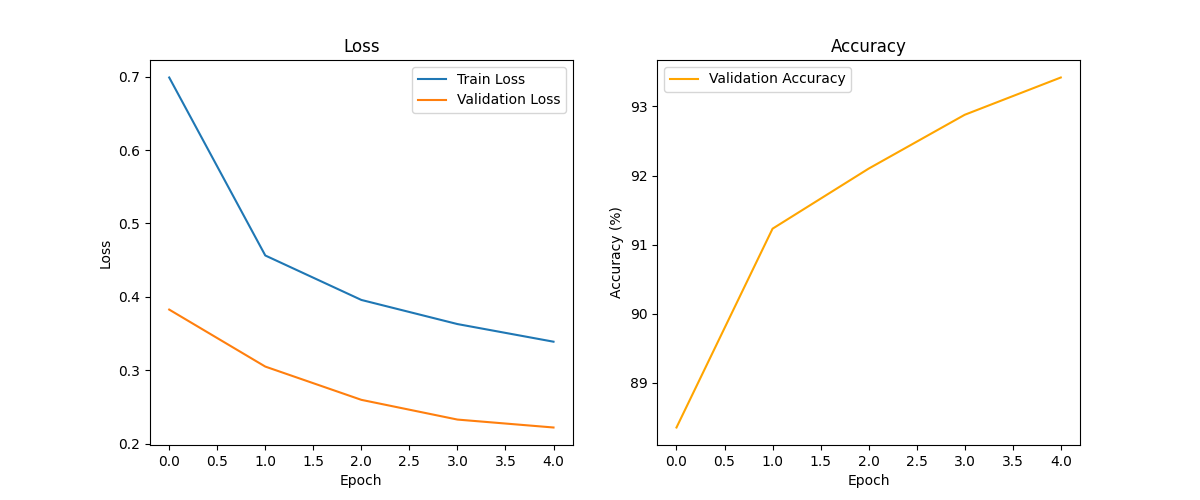 Loss
Train Loss
Validation Loss
0.7
0.6
0.5
0.4
0.3
0.2
Loss
0.0 0.5 1.0 1.5 2.0 2.5 3.0 3.5 4.0
Epoch
Accuracy
Validation Accuracy
93
92
91
90
89
Accuracy (%)
0.0 0.5 1.0 1.5 2.0 2.5 3.0 3.5 4.0
Epoch